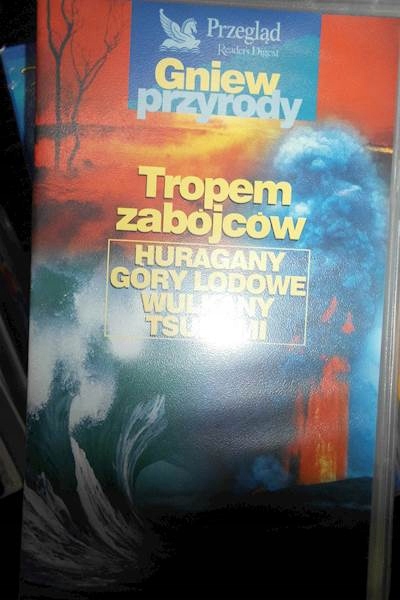 Przegląd
Reader's Digest
Gniew
przyrody
Tropem
zabójców
HURAGANY
GÓRY LODOWE
WULKANY
TSUNAMI